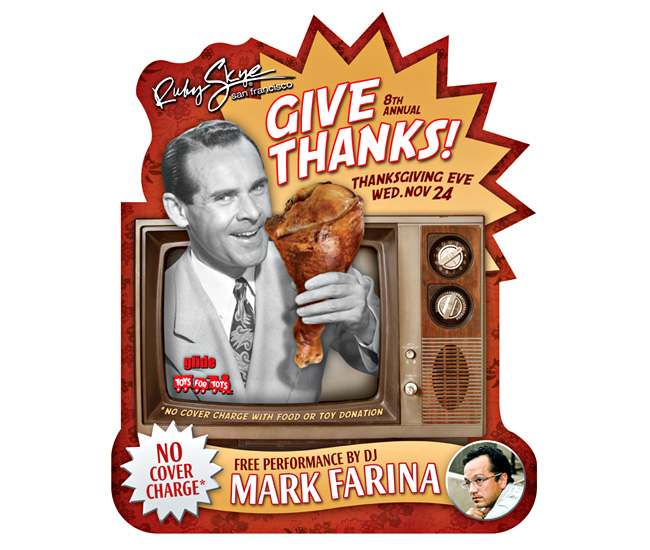 Ruby Skye
san francisco
GIVE
THANKS!
8TH
ANNUAL
THANKSGIVING EVE
WED. NOV 24
glide
TOYS FOR TOTS
*NO COVER CHARGE WITH FOOD OR TOY DONATION
NO
COVER
CHARGE*
FREE PERFORMANCE BY DJ
MARK FARINA